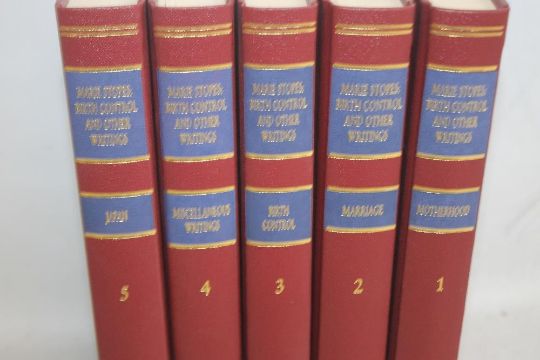 MARIE STOPES:
BIRTH CONTROL
AND OTHER
WRITINGS
JAPAN
5
MARIE STOPES:
BIRTH CONTROL
AND OTHER
WRITINGS
MISCELLANEOUS
WRITINGS
4
MARIE STOPES:
BIRTH CONTROL
AND OTHER
WRITINGS
BIRTH
CONTROL
3
MARIE STOPES:
BIRTH CONTROL
AND OTHER
WRITINGS
MARRIAGE
2
MARIE STOPES:
BIRTH CONTROL
AND OTHER
WRITINGS
MOTHERHOOD
1